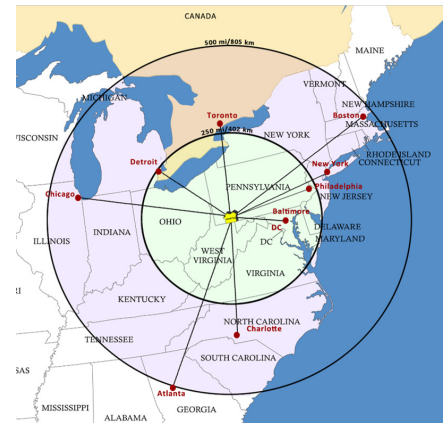 CANADA
500 mi/805 km
MAINE
MICHIGAN
VERMONT
NEW HAMPSHIRE
Toronto
Boston
MASSACHUSETTS
WISCONSIN
250 mi/402 km
NEW YORK
RHODE ISLAND
Detroit
CONNECTICUT
New York
PENNSYLVANIA
Philadelphia
Chicago
NEW JERSEY
Baltimore
OHIO
DC
DELAWARE
INDIANA
DC
MARYLAND
ILLINOIS
WEST
VIRGINIA
VIRGINIA
KENTUCKY
NORTH CAROLINA
Charlotte
TENNESSEE
SOUTH CAROLINA
SAS
Atlanta
MISSISSIPPI
GEORGIA
ALABAMA